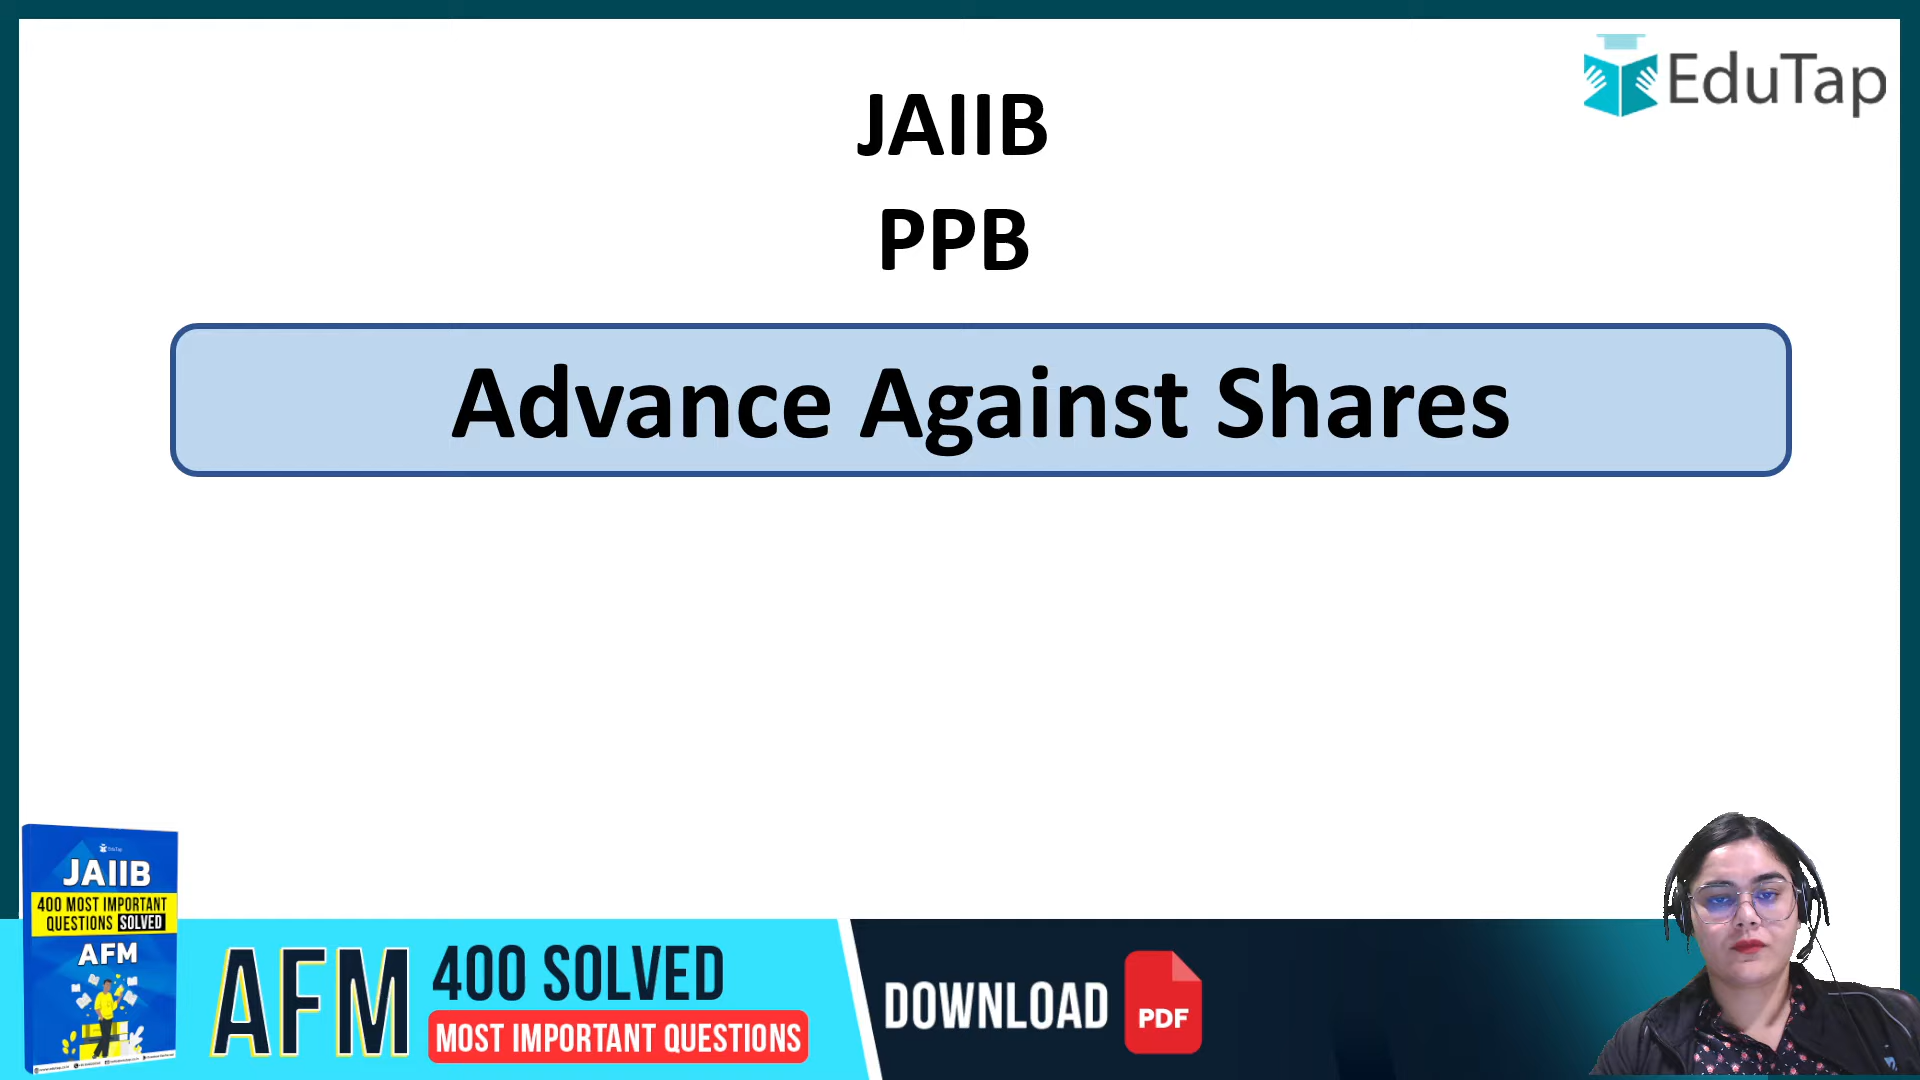 EduTap
JAIIB
PPB
Advance Against Shares
JAIIB
400 MOST IMPORTANT
QUESTIONS SOLVED
AFM
AFM
400 SOLVED
MOST IMPORTANT QUESTIONS
DOWNLOAD
PDF